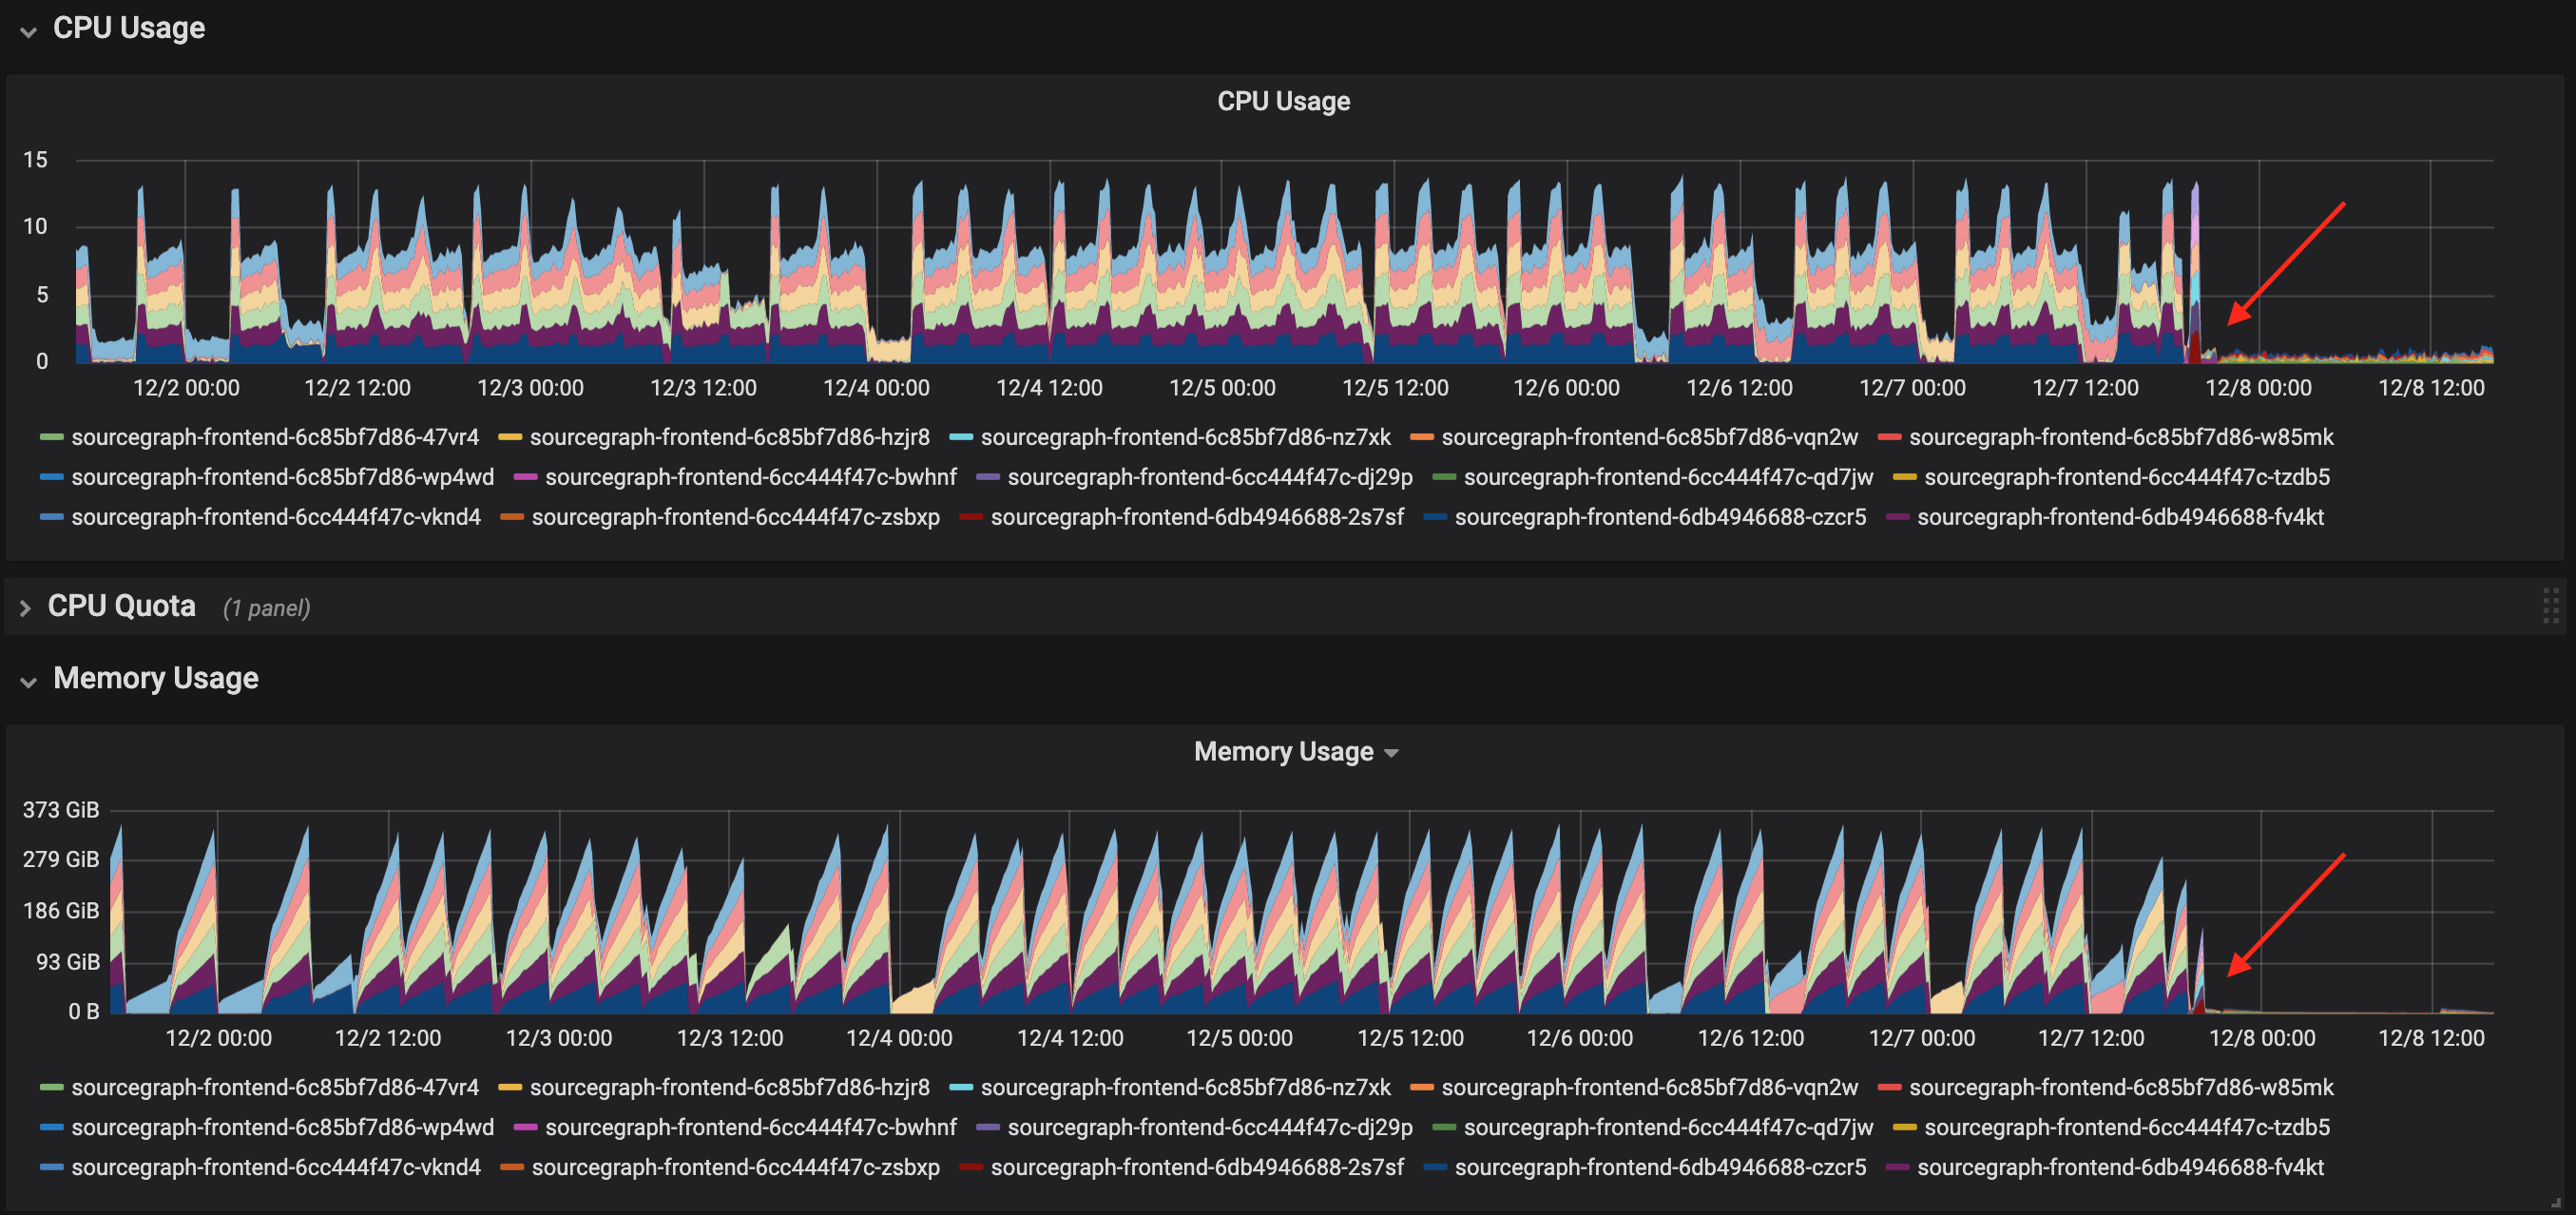 CPU Usage
CPU Usage
15
10
5
0
12/2 00:00 12/2 12:00 12/3 00:00 12/3 12:00 12/4 00:00 12/4 12:00 12/5 00:00 12/5 12:00 12/6 00:00 12/6 12:00 12/7 00:00 12/7 12:00 12/8 00:00 12/8 12:00
sourcegraph-frontend-6c85bf7d86-47vr4 sourcegraph-frontend-6c85bf7d86-hzjr8 sourcegraph-frontend-6c85bf7d86-nz7xk sourcegraph-frontend-6c85bf7d86-vqn2w sourcegraph-frontend-6c85bf7d86-w85mk
sourcegraph-frontend-6c85bf7d86-wp4wd sourcegraph-frontend-6cc444f47c-bwhnf sourcegraph-frontend-6cc444f47c-dj29p sourcegraph-frontend-6cc444f47c-qd7jw sourcegraph-frontend-6cc444f47c-tzdb5
sourcegraph-frontend-6cc444f47c-vknd4 sourcegraph-frontend-6cc444f47c-zsbxp sourcegraph-frontend-6db4946688-2s7sf sourcegraph-frontend-6db4946688-czcr5 sourcegraph-frontend-6db4946688-fv4kt
CPU Quota (1 panel)
Memory Usage
Memory Usage
373 GiB
279 GiB
186 GiB
93 GiB
0 B
12/2 00:00 12/2 12:00 12/3 00:00 12/3 12:00 12/4 00:00 12/4 12:00 12/5 00:00 12/5 12:00 12/6 00:00 12/6 12:00 12/7 00:00 12/7 12:00 12/8 00:00 12/8 12:00
sourcegraph-frontend-6c85bf7d86-47vr4 sourcegraph-frontend-6c85bf7d86-hzjr8 sourcegraph-frontend-6c85bf7d86-nz7xk sourcegraph-frontend-6c85bf7d86-vqn2w sourcegraph-frontend-6c85bf7d86-w85mk
sourcegraph-frontend-6c85bf7d86-wp4wd sourcegraph-frontend-6cc444f47c-bwhnf sourcegraph-frontend-6cc444f47c-dj29p sourcegraph-frontend-6cc444f47c-qd7jw sourcegraph-frontend-6cc444f47c-tzdb5
sourcegraph-frontend-6cc444f47c-vknd4 sourcegraph-frontend-6cc444f47c-zsbxp sourcegraph-frontend-6db4946688-2s7sf sourcegraph-frontend-6db4946688-czcr5 sourcegraph-frontend-6db4946688-fv4kt